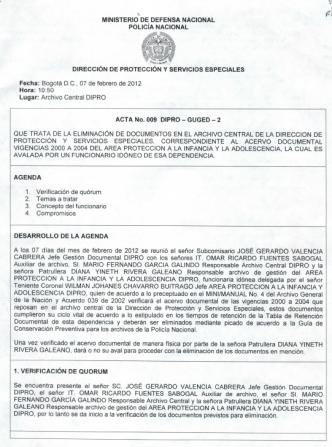 MINISTERIO DE DEFENSA NACIONAL
POLICÍA NACIONAL
DIRECCIÓN DE PROTECCIÓN Y SERVICIOS ESPECIALES
Fecha: Bogotá D.C., 07 de febrero de 2012
Hora: 10:50
Lugar: Archivo Central DIPRO
ACTA No. 009 DIPRO – GUGED – 2
QUE TRATA DE LA ELIMINACIÓN DE DOCUMENTOS EN EL ARCHIVO CENTRAL DE LA DIRECCION DE
PROTECCIÓN Y SERVICIOS ESPECIALES, CORRESPONDIENTE AL ACERVO DOCUMENTAL
VIGENCIAS 2000 A 2004 DEL AREA PROTECCION A LA INFANCIA Y LA ADOLESCENCIA, LA CUAL ES
AVALADA POR UN FUNCIONARIO IDÓNEO DE ESA DEPENDENCIA.
AGENDA
1. Verificación de quórum
2. Temas a tratar
3. Concepto del funcionario
4. Compromisos
DESARROLLO DE LA AGENDA
A los 07 días del mes de febrero de 2012 se reunió el señor Subcomisario JOSÉ GERARDO VALENCIA
CABRERA Jefe Gestión Documental DIPRO con los señores IT. OMAR RICARDO FUENTES SABOGAL
Auxiliar de archivo, SI. MARIO FERNANDO GARCIA GALINDO Responsable Archivo Central DIPRO y la
señora Patrullera DIANA YINETH RIVERA GALEANO Responsable archivo de gestión del AREA
PROTECCION A LA INFANCIA Y LA ADOLESCENCIA DIPRO, funcionaria idónea delegada por el señor
Teniente Coronel WILMAN JOHANES CHAVARRO BUITRAGO Jefe AREA PROTECCION A LA INFANCIA Y
ADOLESCENCIA DIPRO, quien de acuerdo a lo preceptuado en el MINI/MANUAL No. 4 del Archivo General
de la Nación y Acuerdo 009 de 2002 verificará el acervo documental de las vigencias 2000 a 2004 que
reposan en el archivo central de la Dirección de Protección y Servicios Especiales, estos documentos
cumplieron su ciclo vital de acuerdo a lo estipulado en los tiempos de retención de la Tabla de Retención
Documental de esta dependencia y deberán ser eliminados mediante picado de acuerdo a la Guía de
Conservación Preventiva para los archivos de la Policía Nacional.
Una vez verificado el acervo documental de manera física por parte de la señora Patrullera DIANA YINETH
RIVERA GALEANO, dará o no su aval para proceder con la eliminación de los documentos en mención.
1. VERIFICACIÓN DE QUORUM
Se encuentra presente el señor SC. JOSÉ GERARDO VALENCIA CABRERA Jefe Gestión Documental
DIPRO, el señor IT. OMAR RICARDO FUENTES SABOGAL Auxiliar de archivo, el señor SI. MARIO
FERNANDO GARCÍA GALINDO Responsable Archivo Central y la señora Patrullera DIANA YINETH RIVERA
GALEANO Responsable archivo de gestión del AREA PROTECCION A LA INFANCIA Y LA ADOLESCENCIA
DIPRO, por lo tanto se da inicio a la verificación de los documentos previstos para eliminación.